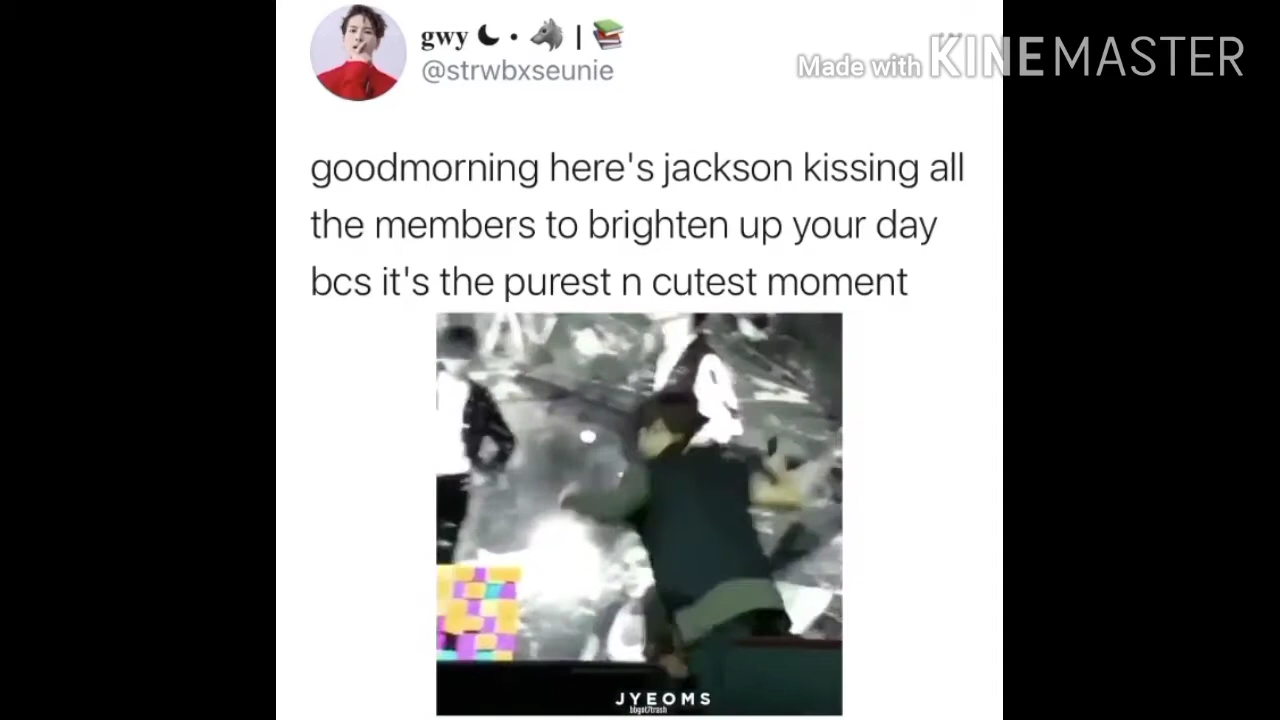 gwy
@strwbxseunie
Made with KINEMASTER
goodmorning here's jackson kissing all
the members to brighten up your day
bcs it's the purest n cutest moment
JYEOMS
bbgot7trash